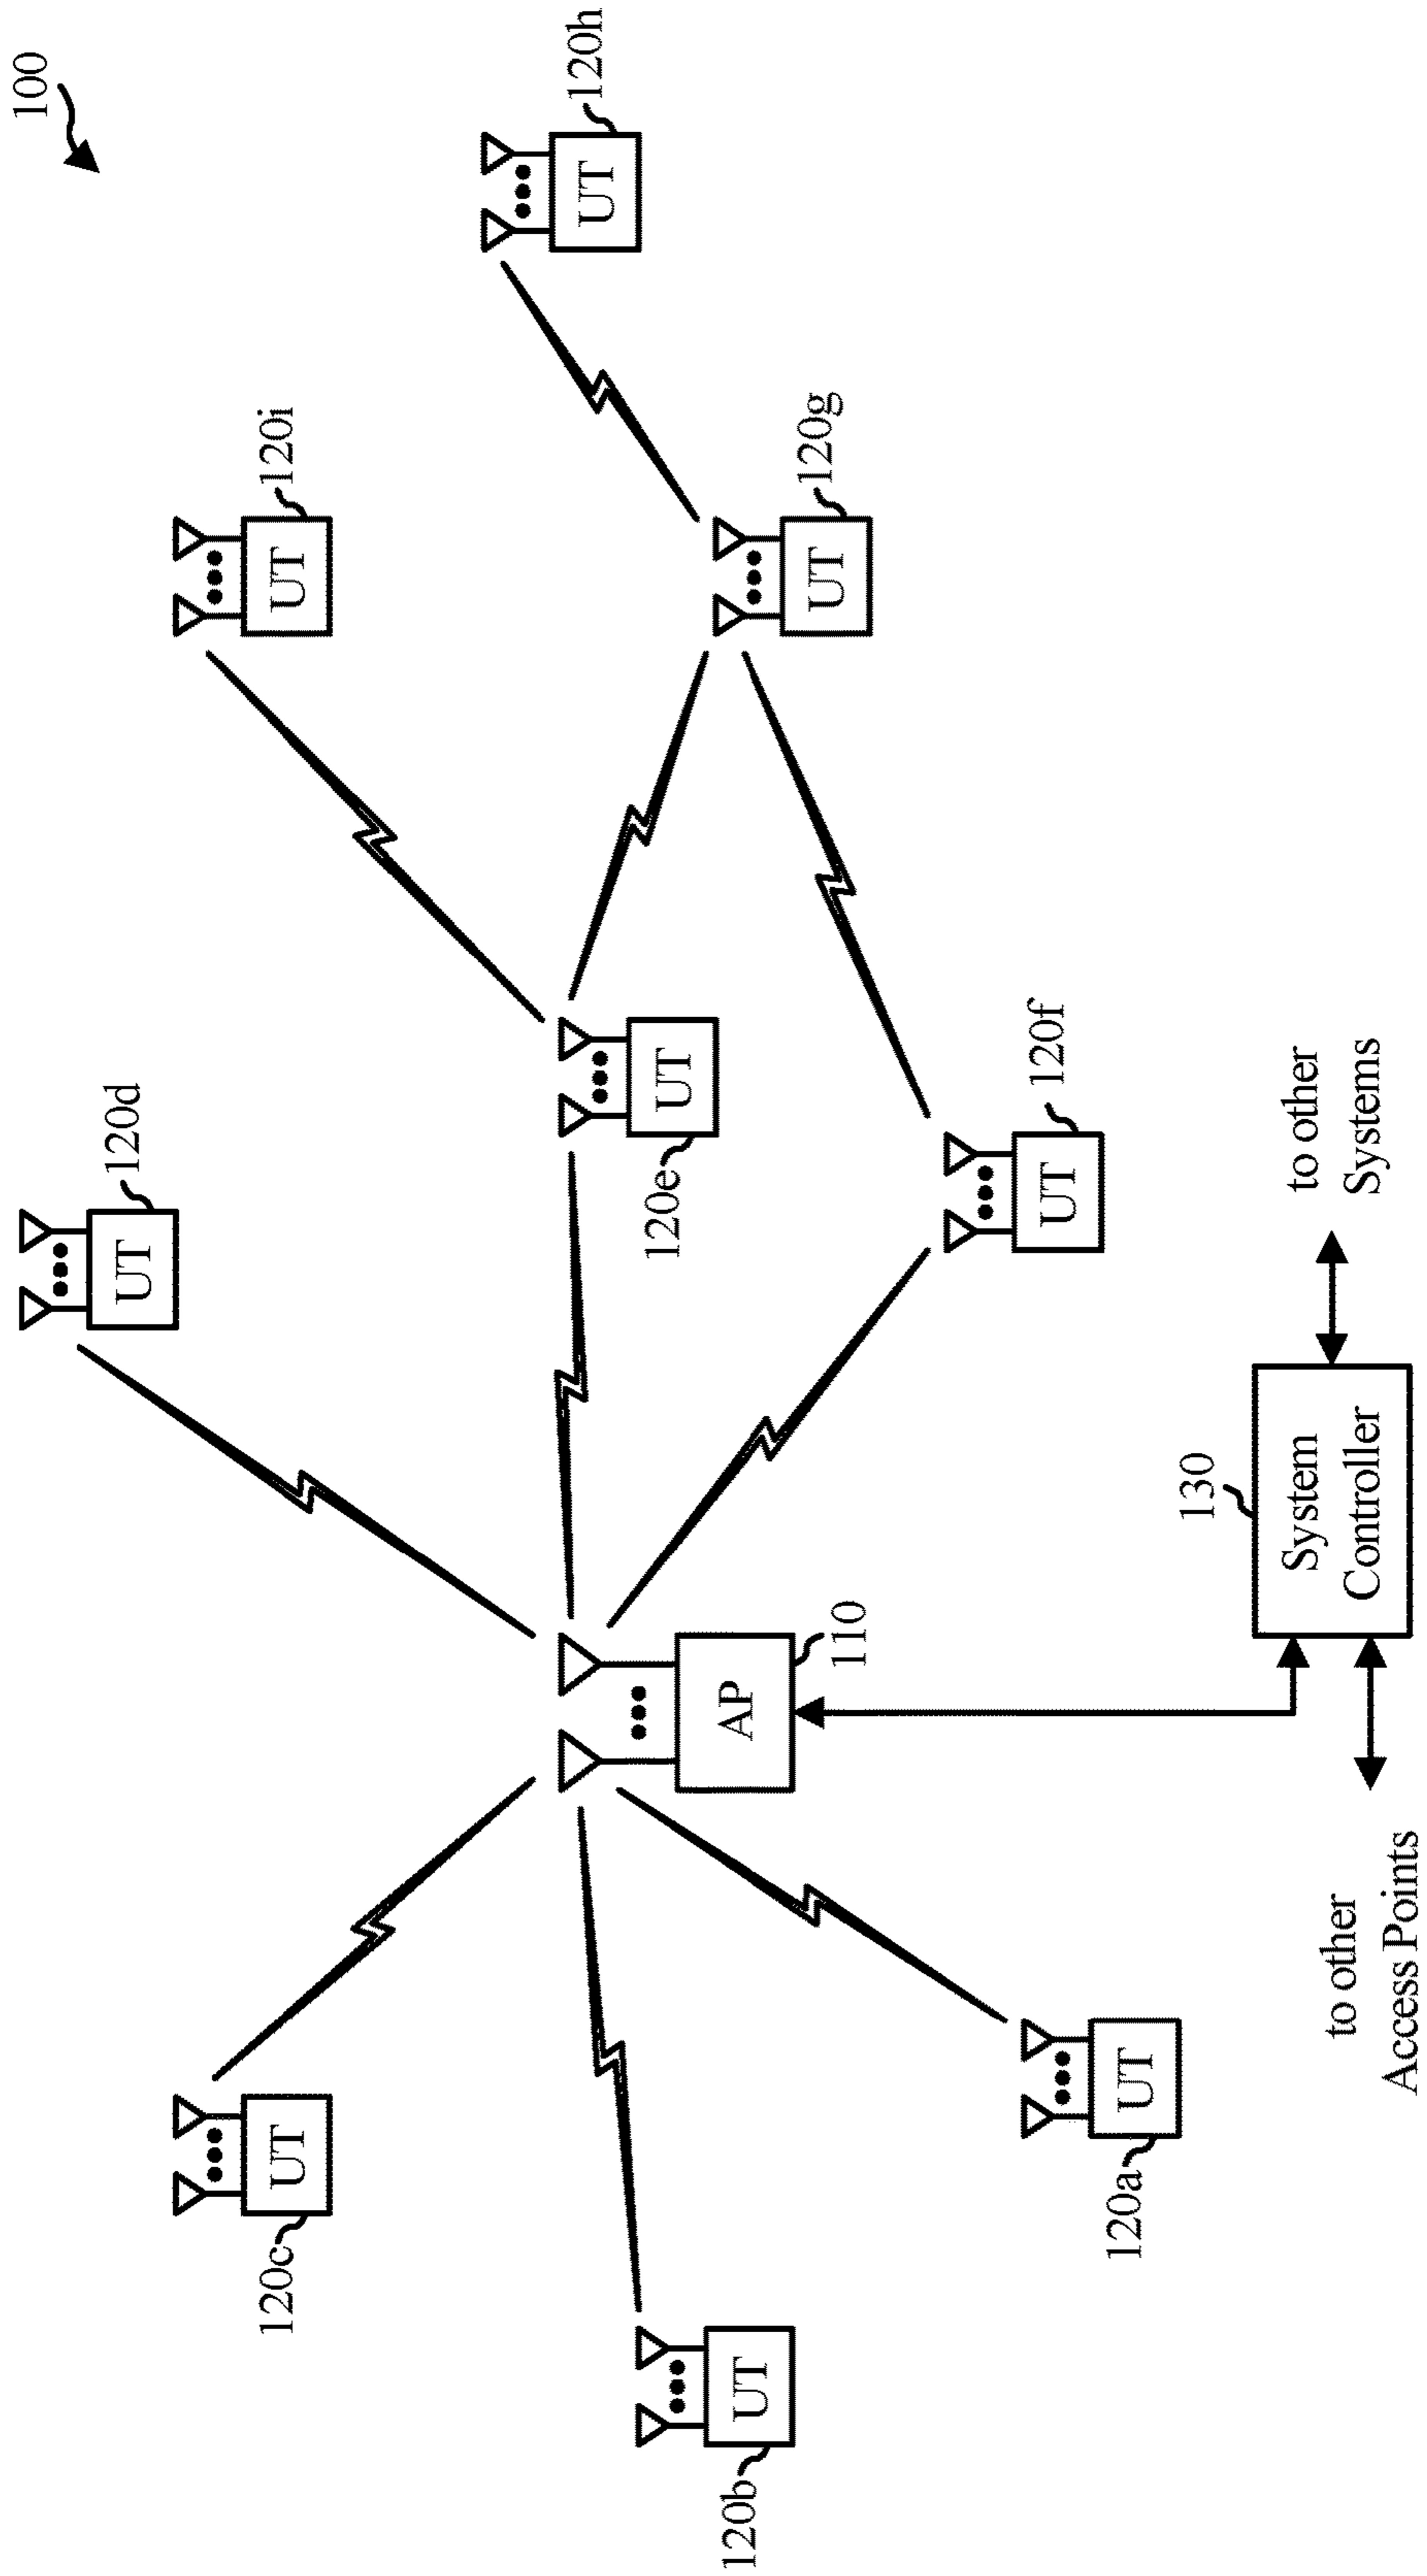 100
UT
120d
UT
120c
UT
120i
UT
120h
UT
120b
AP
110
UT
120e
UT
120g
UT
120a
UT
120f
130
System
Controller
to other
Access Points
to other
Systems